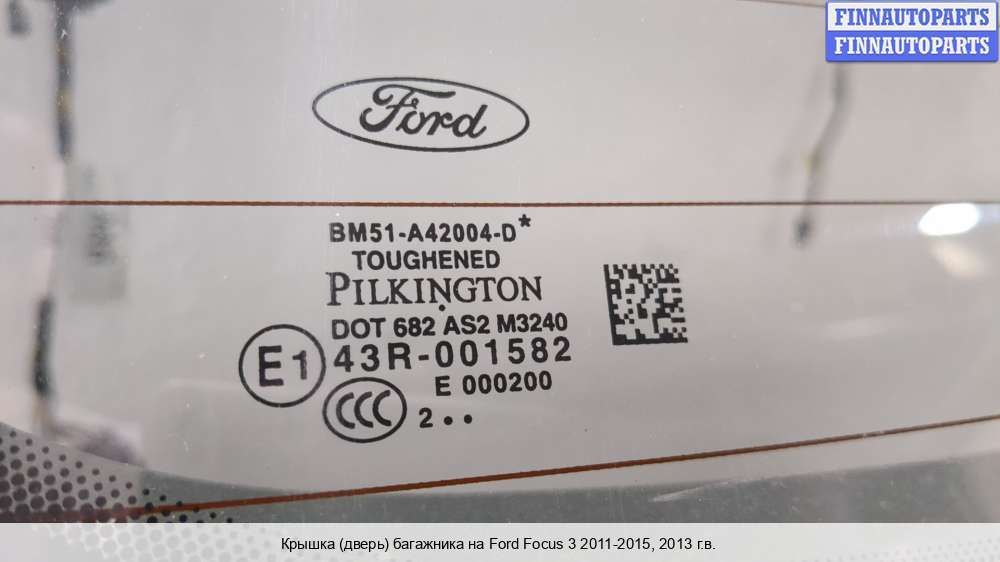 FINNAUTOPARTS
FINNAUTOPARTS
Ford
BM51-A42004-D*
TOUGHENED
PILKINGTON
DOT 682 AS2 M3240
E1 43R-001582
E 000200
CCC 2 ..
Крышка (дверь) багажника на Ford Focus 3 2011-2015, 2013 г.в.